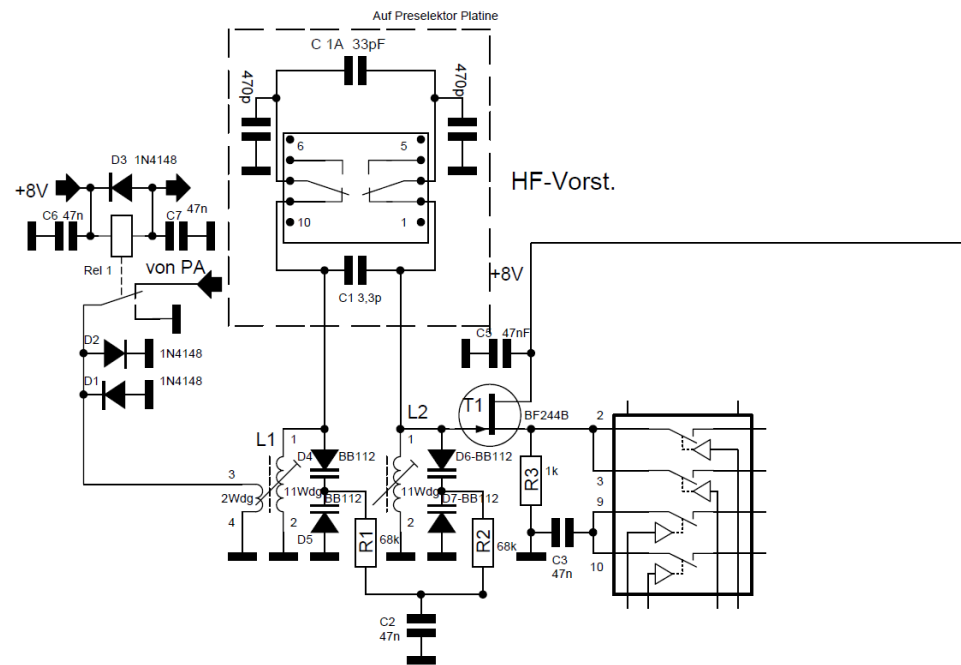 Auf Preselektor Platine
C 1A 33pF
470p
470p
6
5
10
1
C1 3,3p
HF-Vorst.
D3 1N4148
+8V
C6 47n
C7 47n
Rel 1
von PA
D2
1N4148
D1
1N4148
+8V
C5 47nF
T1
BF244B
L1
L2
1
D4
BB112
1
D6-BB112
3
2Wdg
11Wdg
BB112
11Wdg
D7-BB112
4
2
D5
R1
68k
2
R2
68k
R3
1k
2
3
9
10
C3
47n
C2
47n